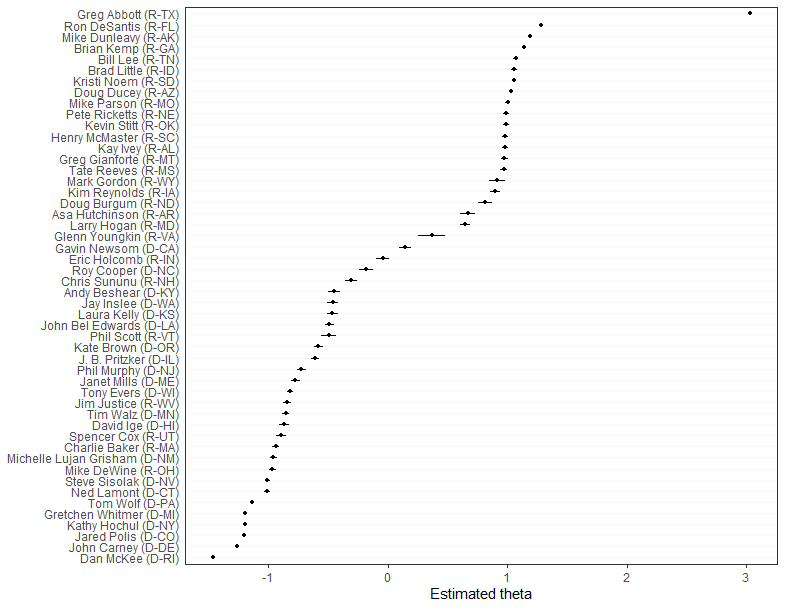 Greg Abbott (R-TX)
Ron DeSantis (R-FL)
Mike Dunleavy (R-AK)
Brian Kemp (R-GA)
Bill Lee (R-TN)
Brad Little (R-ID)
Kristi Noem (R-SD)
Doug Ducey (R-AZ)
Mike Parson (R-MO)
Pete Ricketts (R-NE)
Kevin Stitt (R-OK)
Henry McMaster (R-SC)
Kay Ivey (R-AL)
Greg Gianforte (R-MT)
Tate Reeves (R-MS)
Mark Gordon (R-WY)
Kim Reynolds (R-IA)
Doug Burgum (R-ND)
Asa Hutchinson (R-AR)
Larry Hogan (R-MD)
Glenn Youngkin (R-VA)
Gavin Newsom (D-CA)
Eric Holcomb (R-IN)
Roy Cooper (D-NC)
Chris Sununu (R-NH)
Andy Beshear (D-KY)
Jay Inslee (D-WA)
Laura Kelly (D-KS)
John Bel Edwards (D-LA)
Phil Scott (R-VT)
Kate Brown (D-OR)
J. B. Pritzker (D-IL)
Phil Murphy (D-NJ)
Janet Mills (D-ME)
Tony Evers (D-WI)
Jim Justice (R-WV)
Tim Walz (D-MN)
David Ige (D-HI)
Spencer Cox (R-UT)
Charlie Baker (R-MA)
Michelle Lujan Grisham (D-NM)
Mike DeWine (R-OH)
Steve Sisolak (D-NV)
Ned Lamont (D-CT)
Tom Wolf (D-PA)
Gretchen Whitmer (D-MI)
Kathy Hochul (D-NY)
Jared Polis (D-CO)
John Carney (D-DE)
Dan McKee (D-RI)
-1 0 1 2 3
Estimated theta